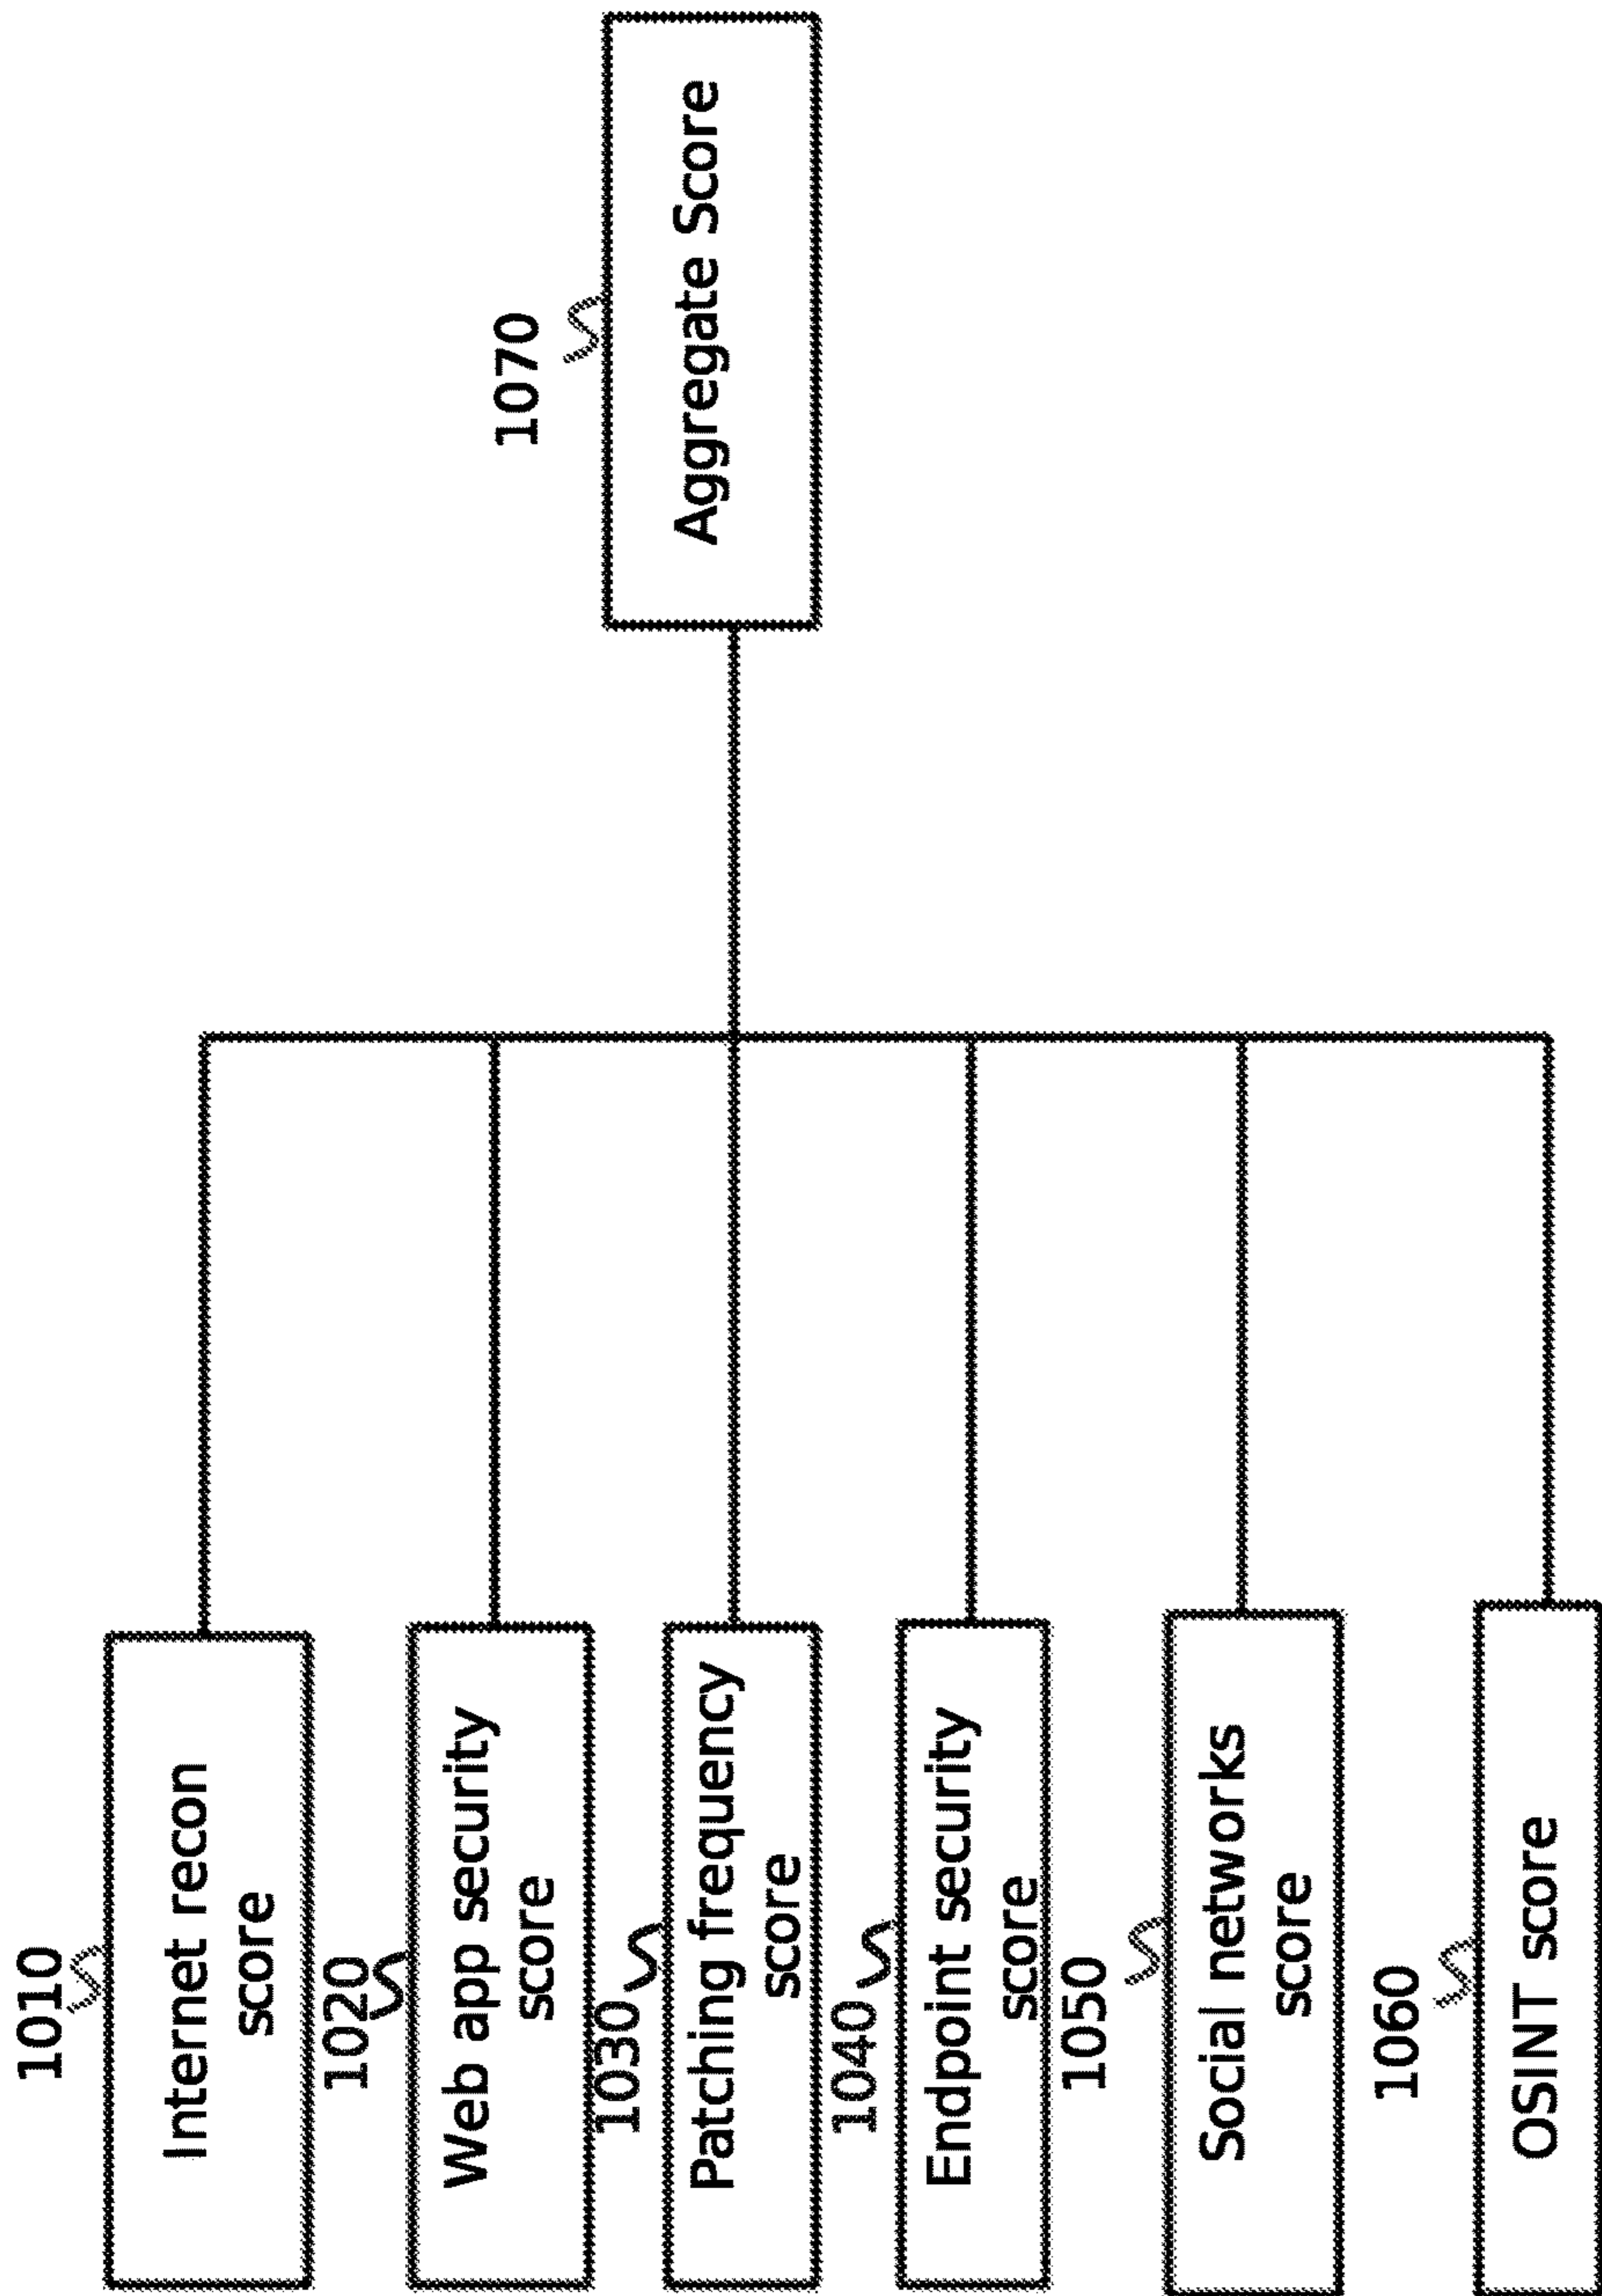 1010
Internet recon
score
1020
Web app security
score
1030
Patching frequency
score
1040
Endpoint security
score
1050
Social networks
score
1060
OSINT score
1070
Aggregate Score